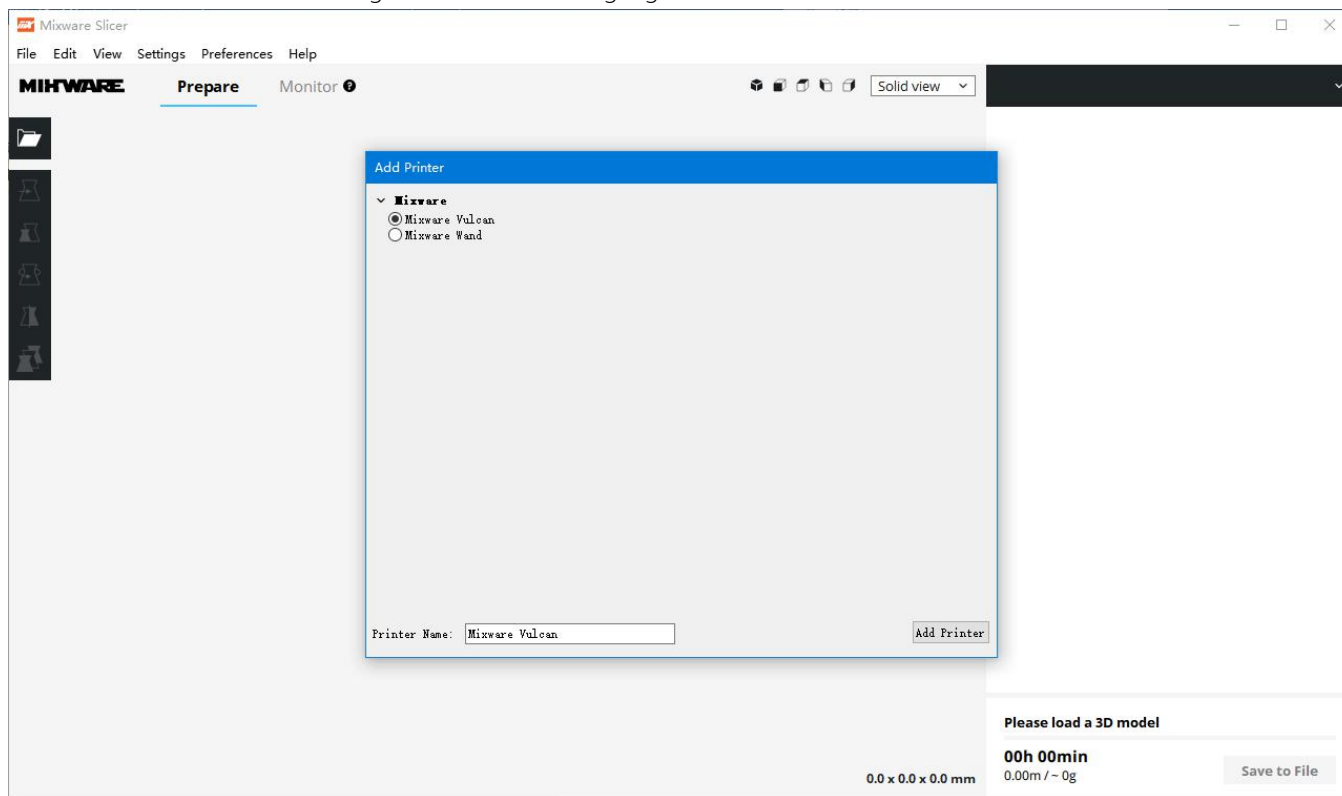 Mixware Slicer
File Edit View Settings Preferences Help
MIXWARE Prepare Monitor Solid view
Add Printer
Mixware
Mixware Vulcan
Mixware Wand
Printer Name: Mixware Vulcan Add Printer
Please load a 3D model
00h 00min
0.00m / ~ 0g
Save to File
0.0 x 0.0 x 0.0 mm